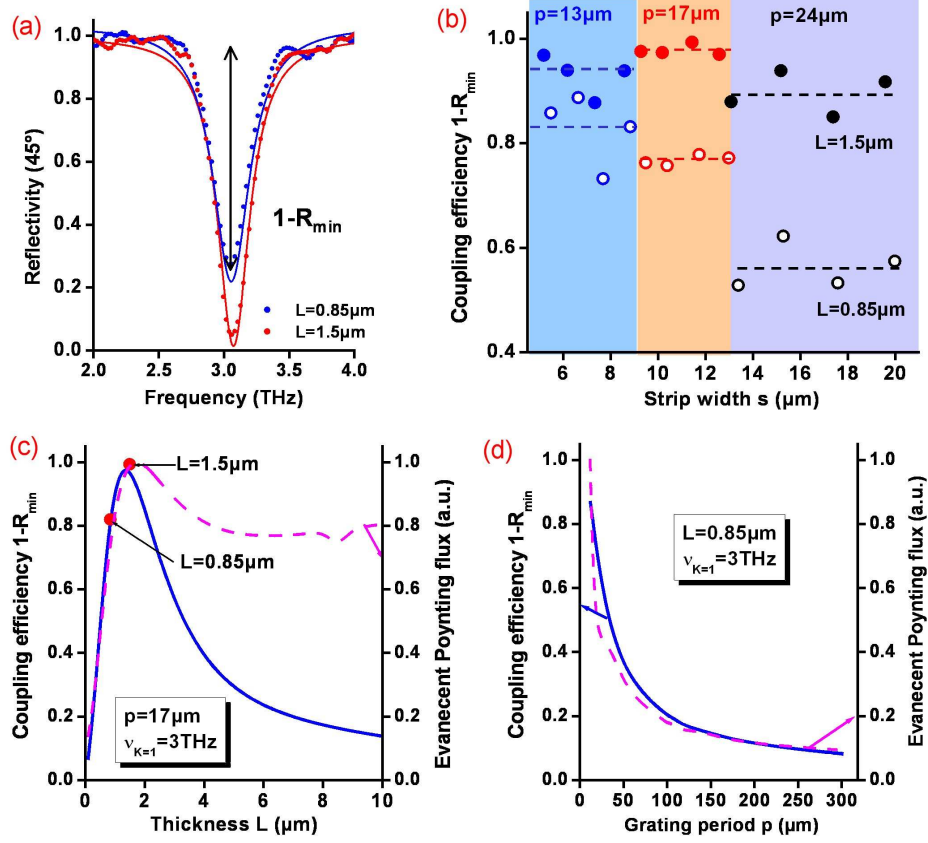 (a)
1.0
0.8
0.6
0.4
0.2
0.0
Reflectivity (45º)
1-Rmin
L=0.85µm
L=1.5µm
2.0 2.5 3.0 3.5 4.0
Frequency (THz)
(b)
p=13µm p=17µm p=24µm
1.0
0.8
0.6
0.4
Coupling efficiency 1-Rmin
L=1.5µm
L=0.85µm
6 8 10 12 14 16 18 20
Strip width s (µm)
(c)
1.0
0.8
0.6
0.4
0.2
0.0
Coupling efficiency 1-Rmin
L=1.5µm
L=0.85µm
p=17µm
νK=1=3THz
0 2 4 6 8 10
Thickness L (µm)
1.0
0.8
0.6
0.4
0.2
0.0
Evanecent Poynting flux (a.u.)
(d)
1.0
0.8
0.6
0.4
0.2
0.0
Coupling efficiency 1-Rmin
L=0.85µm
νK=1=3THz
0 50 100 150 200 250 300
Grating period p (µm)
1.0
0.8
0.6
0.4
0.2
0.0
Evanecent Poynting flux (a.u.)